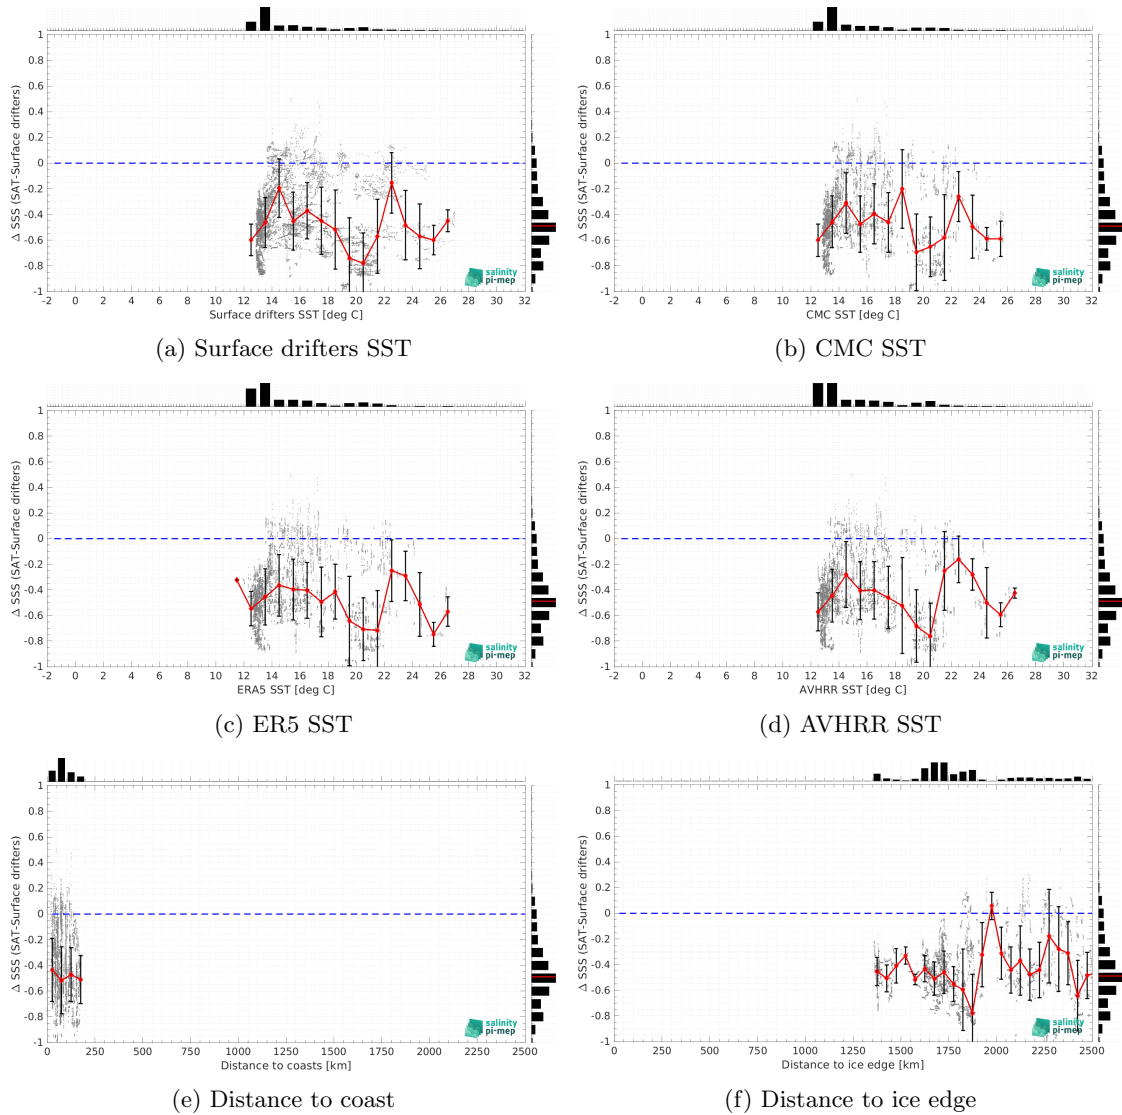 1
0.8
0.6
0.4
0.2
0
-0.2
-0.4
-0.6
-0.8
-1
Δ SSS (SAT-Surface drifters)
-2 0 2 4 6 8 10 12 14 16 18 20 22 24 26 28 30 32
Surface drifters SST [deg C]
salinity
pi-mep
(a) Surface drifters SST
1
0.8
0.6
0.4
0.2
0
-0.2
-0.4
-0.6
-0.8
-1
Δ SSS (SAT-Surface drifters)
-2 0 2 4 6 8 10 12 14 16 18 20 22 24 26 28 30 32
CMC SST [deg C]
salinity
pi-mep
(b) CMC SST
1
0.8
0.6
0.4
0.2
0
-0.2
-0.4
-0.6
-0.8
-1
Δ SSS (SAT-Surface drifters)
-2 0 2 4 6 8 10 12 14 16 18 20 22 24 26 28 30 32
ERA5 SST [deg C]
salinity
pi-mep
(c) ER5 SST
1
0.8
0.6
0.4
0.2
0
-0.2
-0.4
-0.6
-0.8
-1
Δ SSS (SAT-Surface drifters)
-2 0 2 4 6 8 10 12 14 16 18 20 22 24 26 28 30 32
AVHRR SST [deg C]
salinity
pi-mep
(d) AVHRR SST
1
0.8
0.6
0.4
0.2
0
-0.2
-0.4
-0.6
-0.8
-1
Δ SSS (SAT-Surface drifters)
0 250 500 750 1000 1250 1500 1750 2000 2250 2500
Distance to coasts [km]
salinity
pi-mep
(e) Distance to coast
1
0.8
0.6
0.4
0.2
0
-0.2
-0.4
-0.6
-0.8
-1
Δ SSS (SAT-Surface drifters)
0 250 500 750 1000 1250 1500 1750 2000 2250 2500
Distance to ice edge [km]
salinity
pi-mep
(f) Distance to ice edge